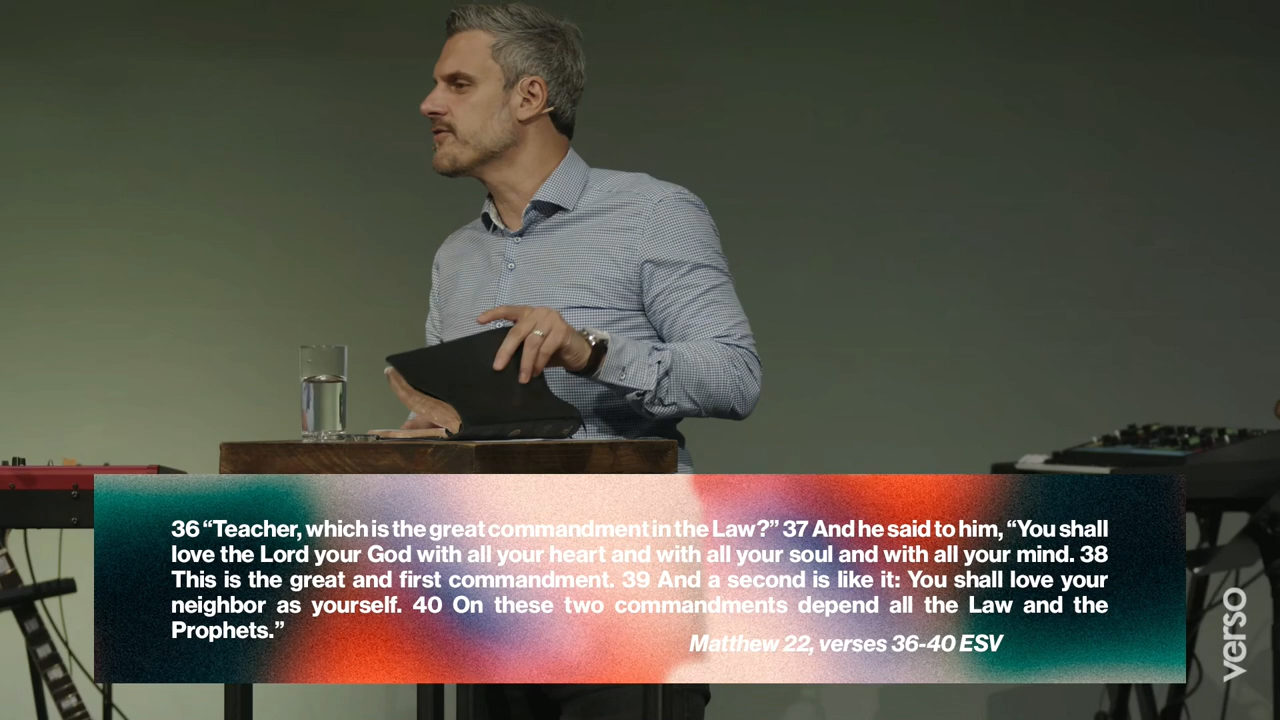 36 “Teacher, which is the great commandment in the Law?” 37 And he said to him, “You shall
love the Lord your God with all your heart and with all your soul and with all your mind. 38
This is the great and first commandment. 39 And a second is like it: You shall love your
neighbor as yourself. 40 On these two commandments depend all the Law and the
Prophets.”
Matthew 22, verses 36-40 ESV
verso